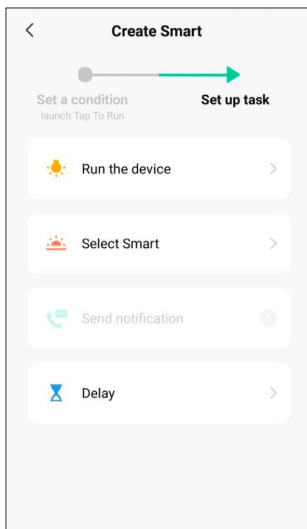 Create Smart
Set a condition
launch Tap To Run
Set up task
Run the device
Select Smart
Send notification
Delay